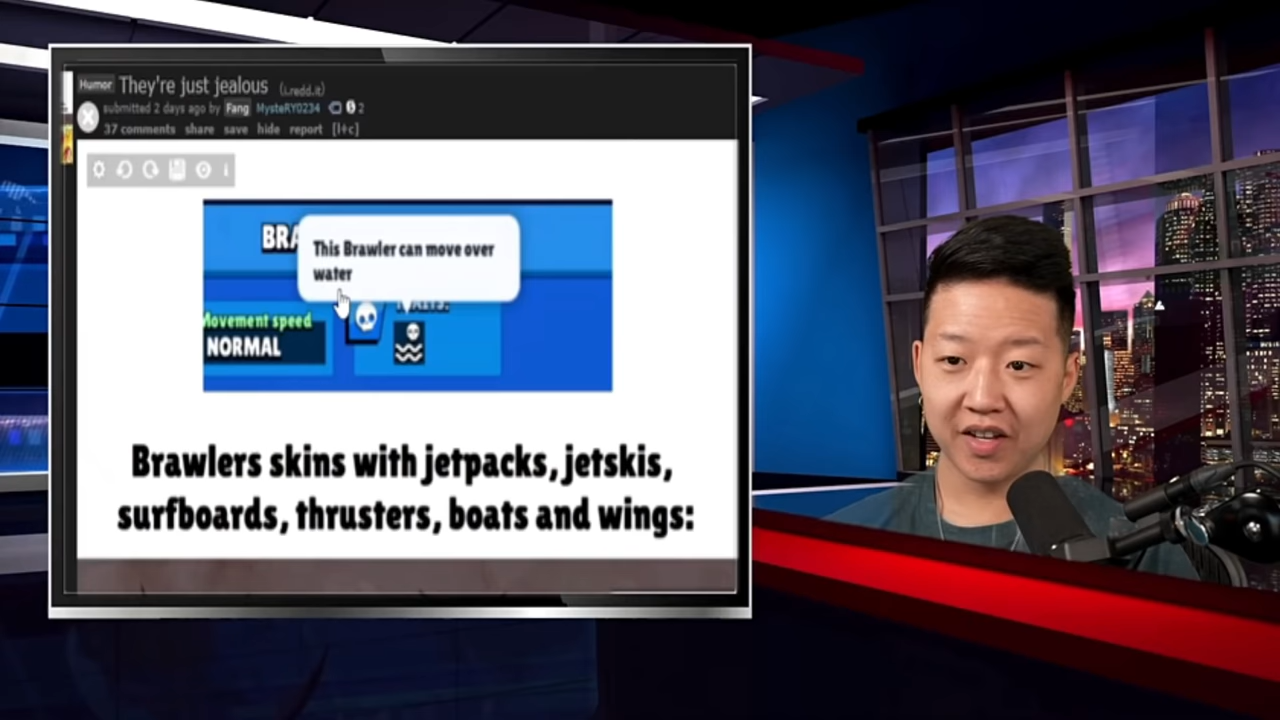 Humor They're just jealous (i.redd.it)
submitted 2 days ago by Fang MysteRY0234 2
37 comments share save hide report [l+c]
BRA
This Brawler can move over
water
Movement speed
NORMAL
Brawlers skins with jetpacks, jetskis,
surfboards, thrusters, boats and wings: